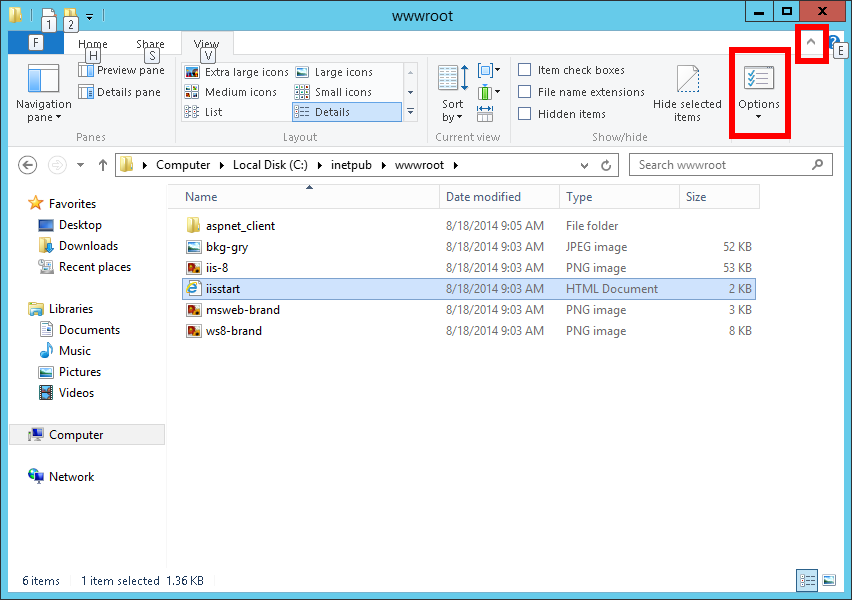 wwwroot
1 2
F Home Share View
H S V E
Preview pane
Details pane
Navigation pane
Panes
Extra large icons Large icons
Medium icons Small icons
List Details
Layout
Sort by
Current view
Item check boxes
File name extensions
Hidden items
Hide selected items
Show/hide
Options
Computer Local Disk (C:) inetpub wwwroot
Search wwwroot
Name Date modified Type Size
aspnet_client 8/18/2014 9:05 AM File folder
bkg-gry 8/18/2014 9:03 AM JPEG image 52 KB
iis-8 8/18/2014 9:03 AM PNG image 53 KB
iisstart 8/18/2014 9:03 AM HTML Document 2 KB
msweb-brand 8/18/2014 9:03 AM PNG image 3 KB
ws8-brand 8/18/2014 9:03 AM PNG image 8 KB
Favorites
Desktop
Downloads
Recent places
Libraries
Documents
Music
Pictures
Videos
Computer
Network
6 items 1 item selected 1.36 KB